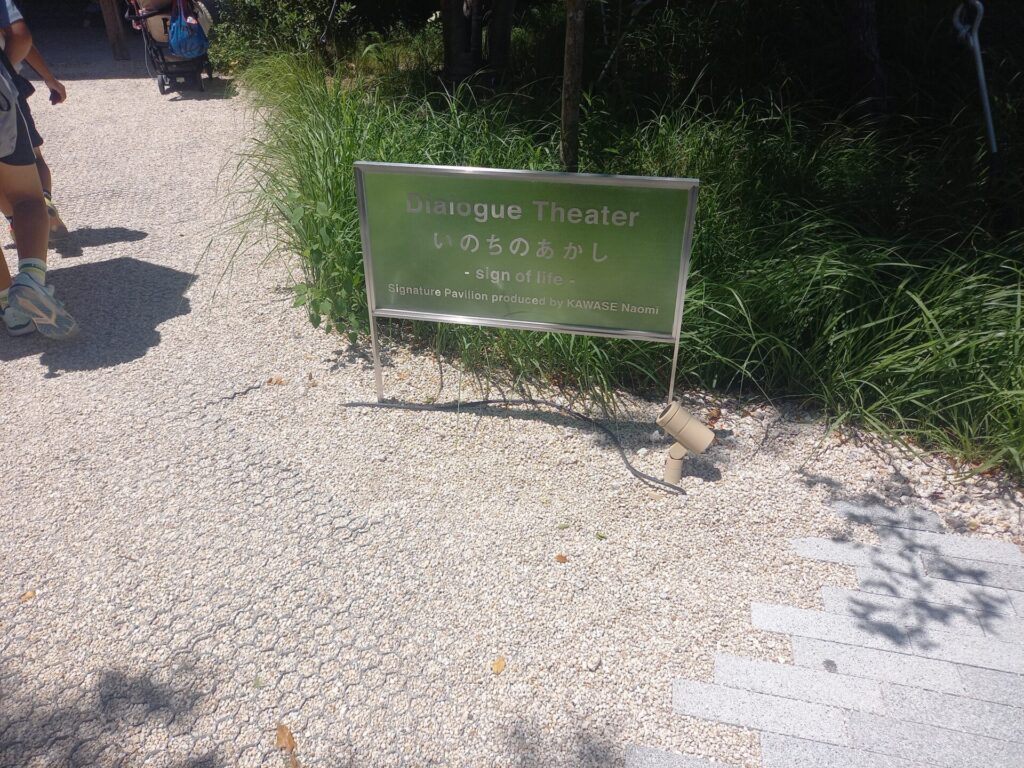 Dialogue Theater
いのちのあかし
- sign of life -
Signature Pavilion produced by KAWASE Naomi